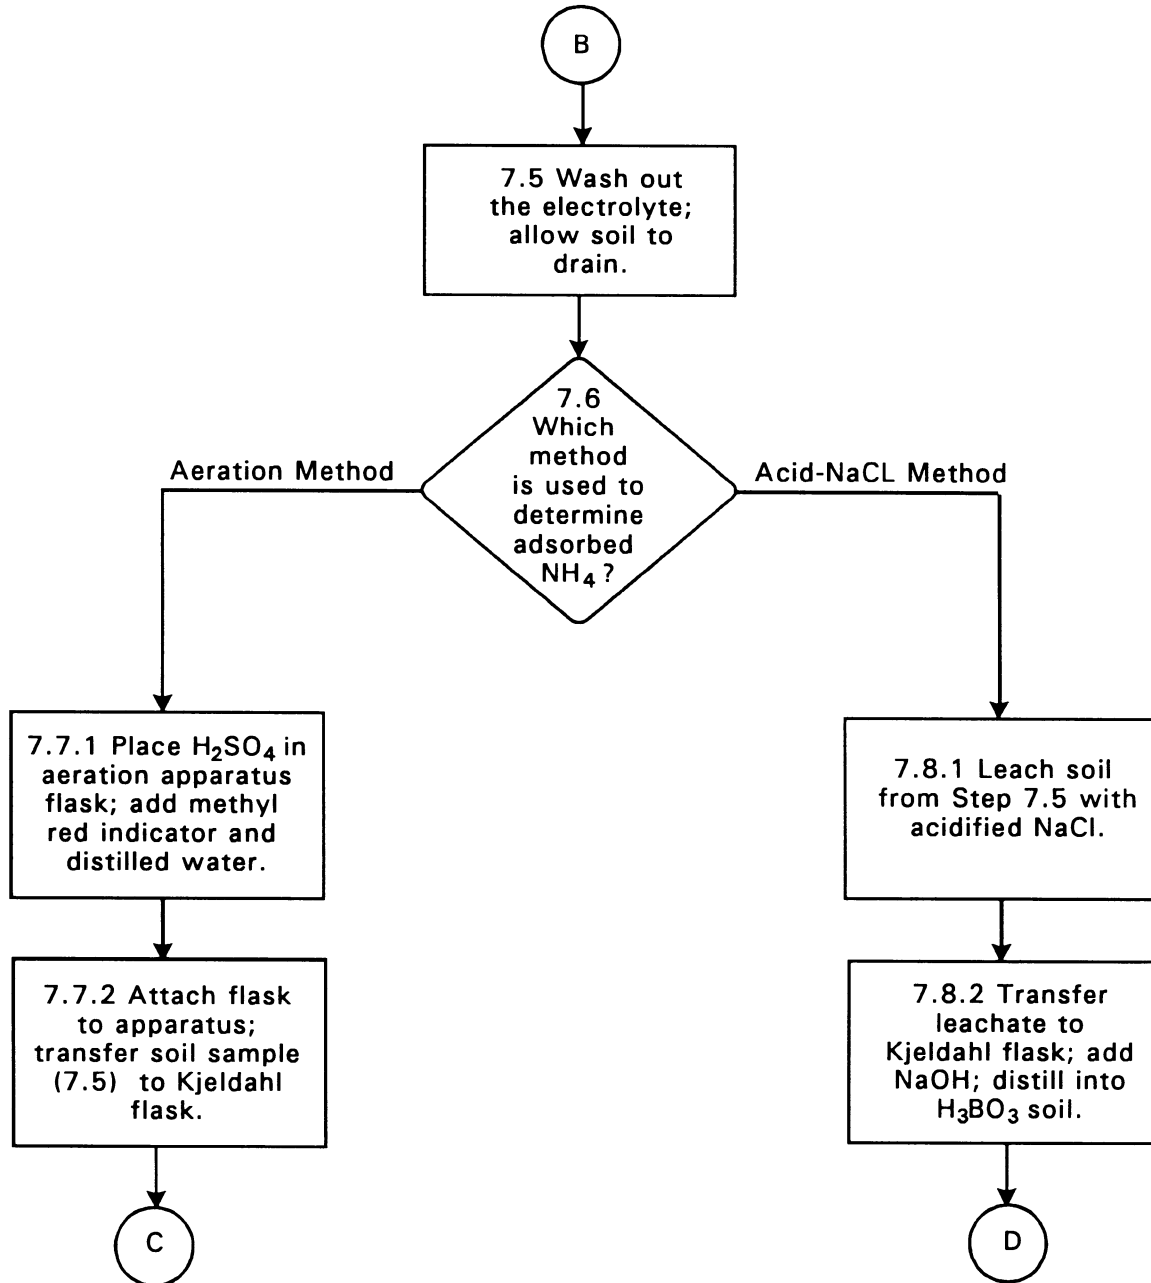 B
7.5 Wash out
the electrolyte;
allow soil to
drain.
7.6
Which
method
is used to
determine
adsorbed
NH₄ ?
Aeration Method
Acid-NaCL Method
7.7.1 Place H₂SO₄ in
aeration apparatus
flask; add methyl
red indicator and
distilled water.
7.8.1 Leach soil
from Step 7.5 with
acidified NaCl.
7.7.2 Attach flask
to apparatus;
transfer soil sample
(7.5) to Kjeldahl
flask.
7.8.2 Transfer
leachate to
Kjeldahl flask; add
NaOH; distill into
H₃BO₃ soil.
C
D